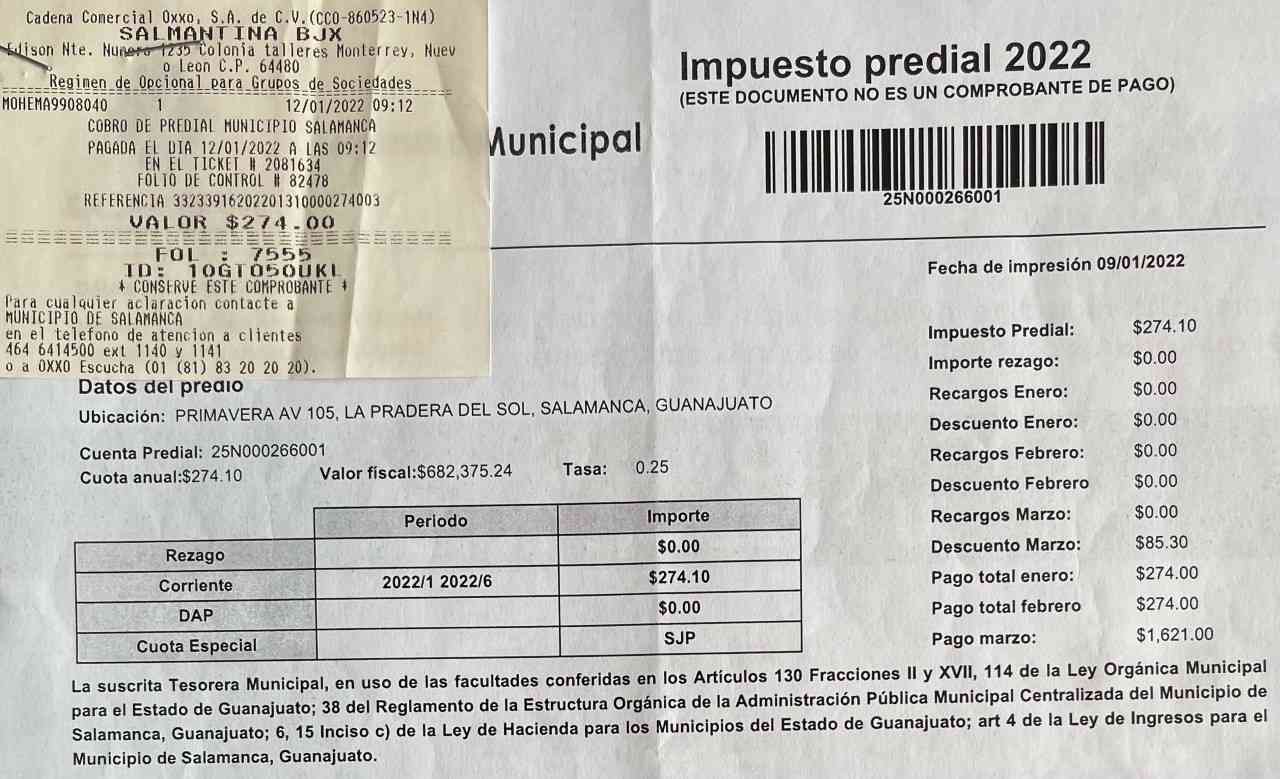 Cadena Comercial Oxxo, S.A. de C.V.(CCO-860523-1N4)
SALMANTINA BJX
Edison Nte. Numero 1235 Colonia talleres Monterrey, Nuev
o Leon C.P. 64480
Regimen de Opcional para Grupos de Sociedades
MOHEMA9908040 1 12/01/2022 09:12
COBRO DE PREDIAL MUNICIPIO SALAMANCA
PAGADA EL DIA 12/01/2022 A LAS 09:12
EN EL TICKET # 2081634
FOLIO DE CONTROL # 82478
REFERENCIA 33233916202201310000274003
VALOR $274.00
FOL : 7555
ID: 10GTO50UKL
* CONSERVE ESTE COMPROBANTE *
Para cualquier aclaracion contacte a
MUNICIPIO DE SALAMANCA
en el telefono de atencion a clientes
464 6414500 ext 1140 y 1141
o a OXXO Escucha (01 (81) 83 20 20 20).
Municipal
Impuesto predial 2022
(ESTE DOCUMENTO NO ES UN COMPROBANTE DE PAGO)
25N000266001
Fecha de impresión 09/01/2022
Datos del predio
Ubicación: PRIMAVERA AV 105, LA PRADERA DEL SOL, SALAMANCA, GUANAJUATO
Cuenta Predial: 25N000266001
Cuota anual:$274.10 Valor fiscal:$682,375.24 Tasa: 0.25
Periodo Importe
Rezago $0.00
Corriente 2022/1 2022/6 $274.10
DAP $0.00
Cuota Especial SJP
Impuesto Predial: $274.10
Importe rezago: $0.00
Recargos Enero: $0.00
Descuento Enero: $0.00
Recargos Febrero: $0.00
Descuento Febrero $0.00
Recargos Marzo: $0.00
Descuento Marzo: $85.30
Pago total enero: $274.00
Pago total febrero $274.00
Pago marzo: $1,621.00
La suscrita Tesorera Municipal, en uso de las facultades conferidas en los Artículos 130 Fracciones II y XVII, 114 de la Ley Orgánica Municipal
para el Estado de Guanajuato; 38 del Reglamento de la Estructura Orgánica de la Administración Pública Municipal Centralizada del Municipio de
Salamanca, Guanajuato; 6, 15 Inciso c) de la Ley de Hacienda para los Municipios del Estado de Guanajuato; art 4 de la Ley de Ingresos para el
Municipio de Salamanca, Guanajuato.